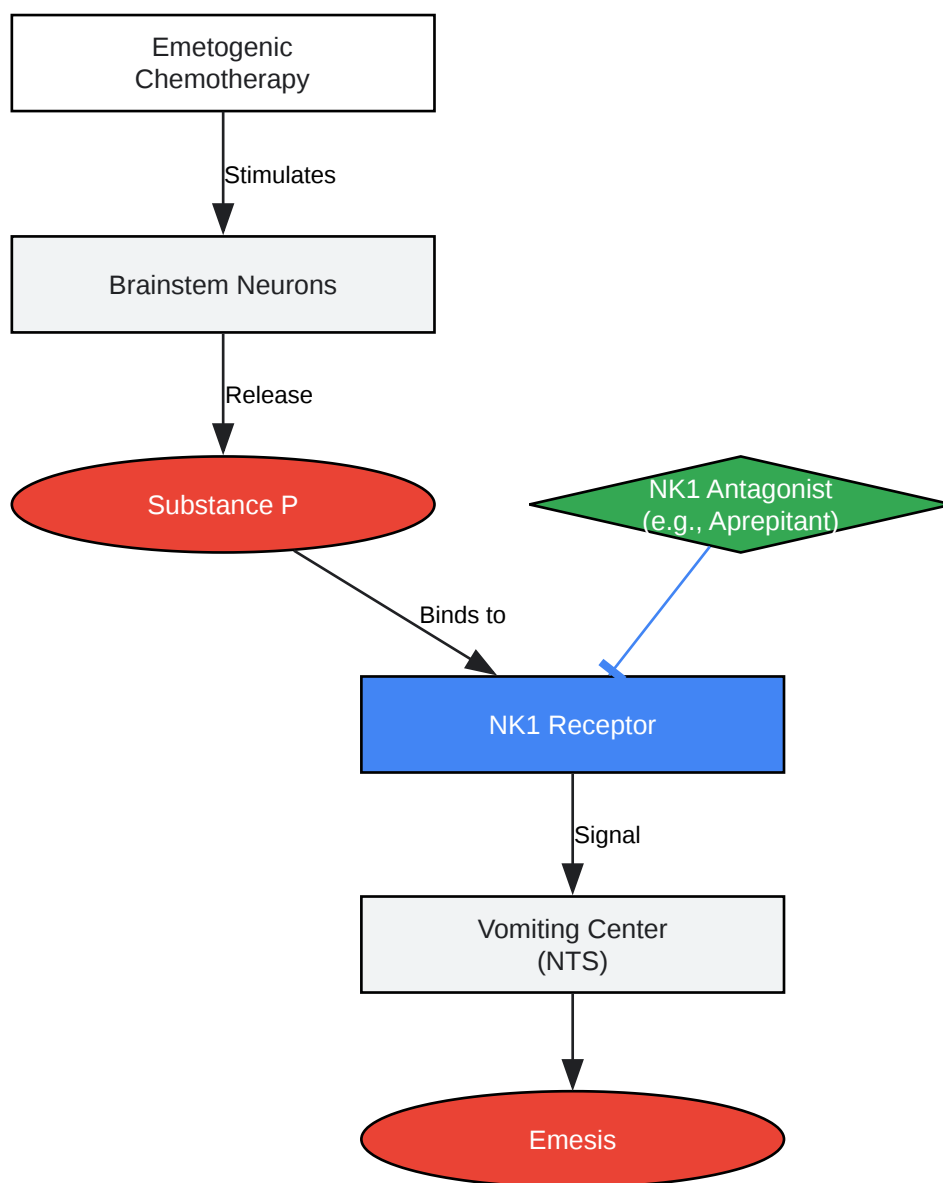 Emetogenic
Chemotherapy
Stimulates
Brainstem Neurons
Release
Substance P
NK1 Antagonist
(e.g., Aprepitant)
Binds to
NK1 Receptor
Signal
Vomiting Center
(NTS)
Emesis